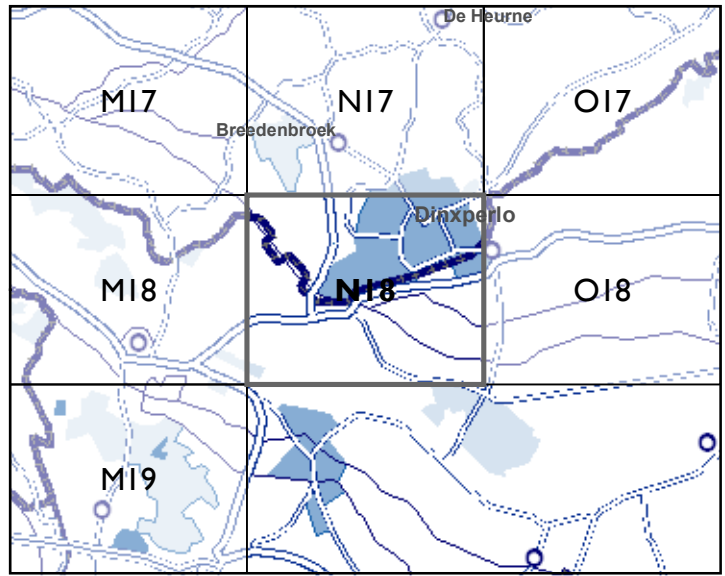 De Heurne
M17
N17
O17
Breedenbroek
Dinxperlo
M18
N18
O18
M19